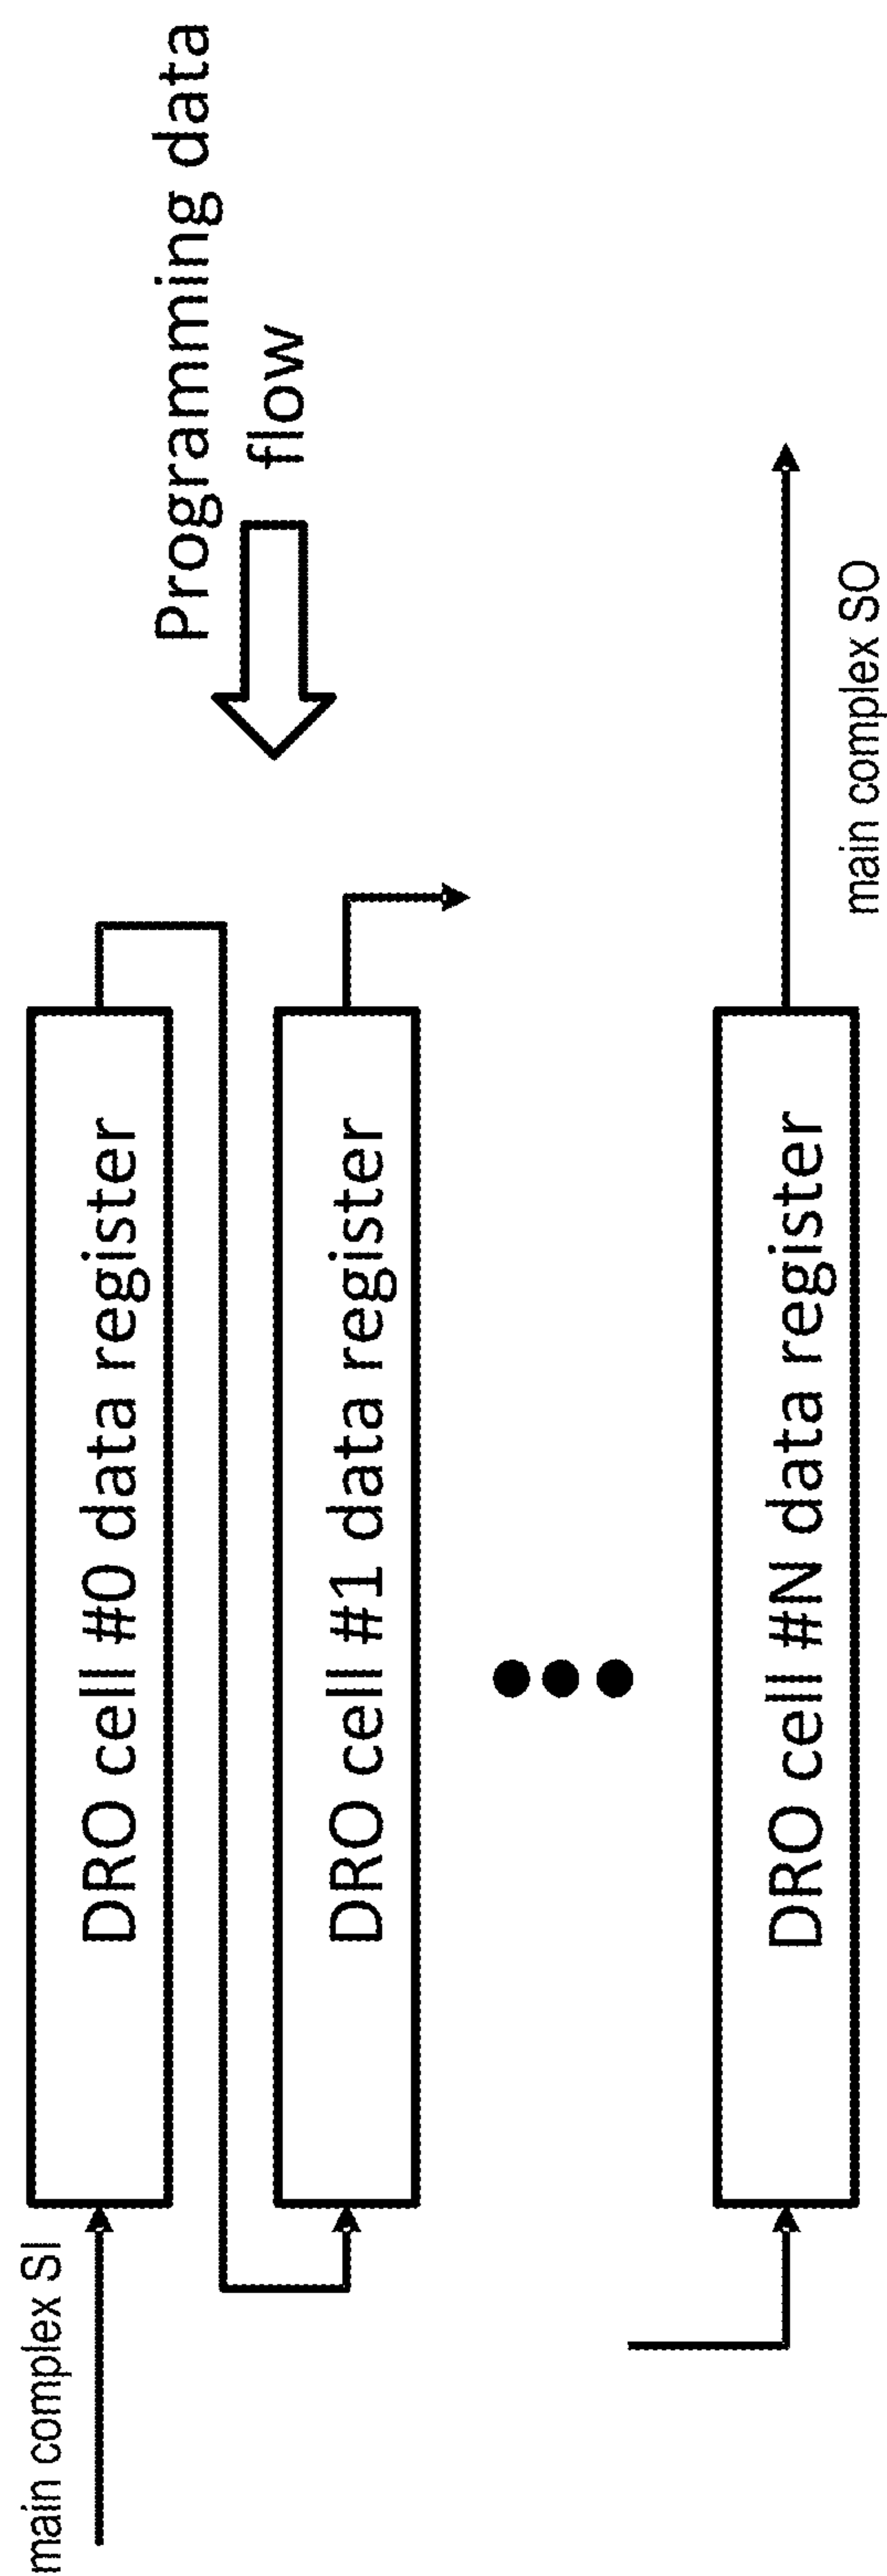 main complex SI
DRO cell #0 data register
Programming data
flow
DRO cell #1 data register
DRO cell #N data register
main complex SO